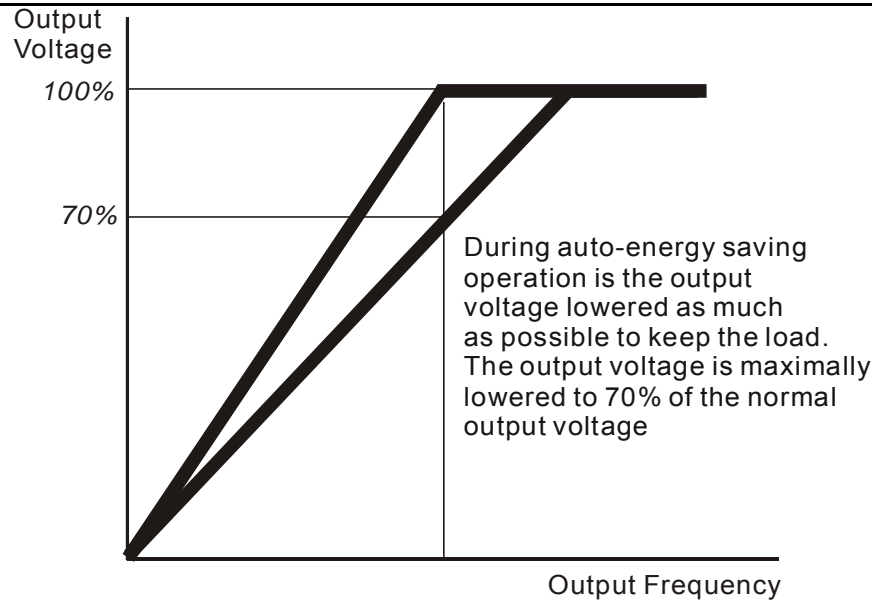 Output
Voltage
100%
70%
During auto-energy saving
operation is the output
voltage lowered as much
as possible to keep the load.
The output voltage is maximally
lowered to 70% of the normal
output voltage
Output Frequency